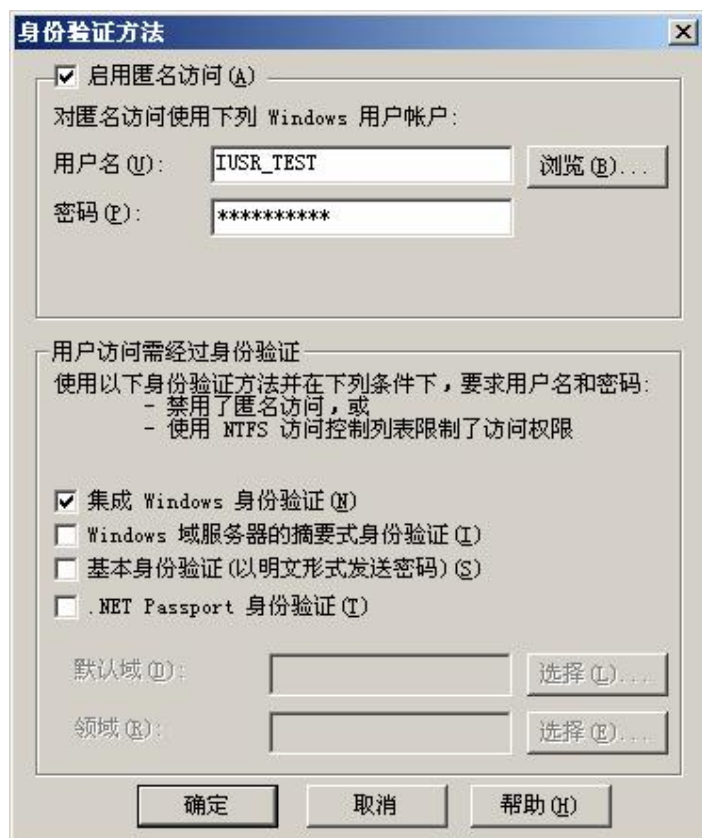 身份验证方法
启用匿名访问(A)
对匿名访问使用下列 Windows 用户帐户:
用户名(U): IUSR_TEST 浏览(B)...
密码(P): **********
用户访问需经过身份验证
使用以下身份验证方法并在下列条件下，要求用户名和密码:
- 禁用了匿名访问，或
- 使用 NTFS 访问控制列表限制了访问权限
集成 Windows 身份验证(N)
Windows 域服务器的摘要式身份验证(I)
基本身份验证(以明文形式发送密码)(S)
.NET Passport 身份验证(T)
默认域(D): 选择(L)...
领域(R): 选择(E)...
确定 取消 帮助(H)